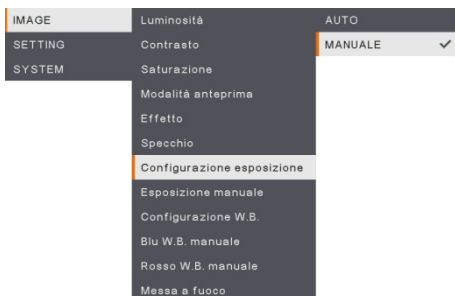 IMAGE
SETTING
SYSTEM
Luminosità
Contrasto
Saturazione
Modalità anteprima
Effetto
Specchio
Configurazione esposizione
Esposizione manuale
Configurazione W.B.
Blu W.B. manuale
Rosso W.B. manuale
Messa a fuoco
AUTO
MANUALE